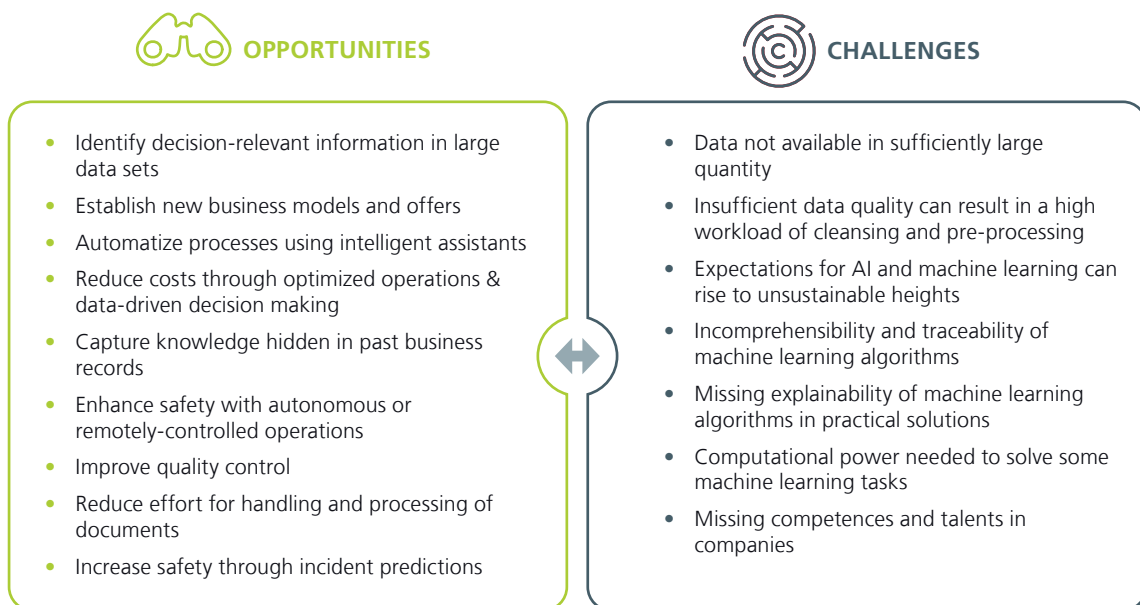 OPPORTUNITIES
• Identify decision-relevant information in large
data sets
• Establish new business models and offers
• Automatize processes using intelligent assistants
• Reduce costs through optimized operations &
data-driven decision making
• Capture knowledge hidden in past business
records
• Enhance safety with autonomous or
remotely-controlled operations
• Improve quality control
• Reduce effort for handling and processing of
documents
• Increase safety through incident predictions
CHALLENGES
• Data not available in sufficiently large
quantity
• Insufficient data quality can result in a high
workload of cleansing and pre-processing
• Expectations for AI and machine learning can
rise to unsustainable heights
• Incomprehensibility and traceability of
machine learning algorithms
• Missing explainability of machine learning
algorithms in practical solutions
• Computational power needed to solve some
machine learning tasks
• Missing competences and talents in
companies